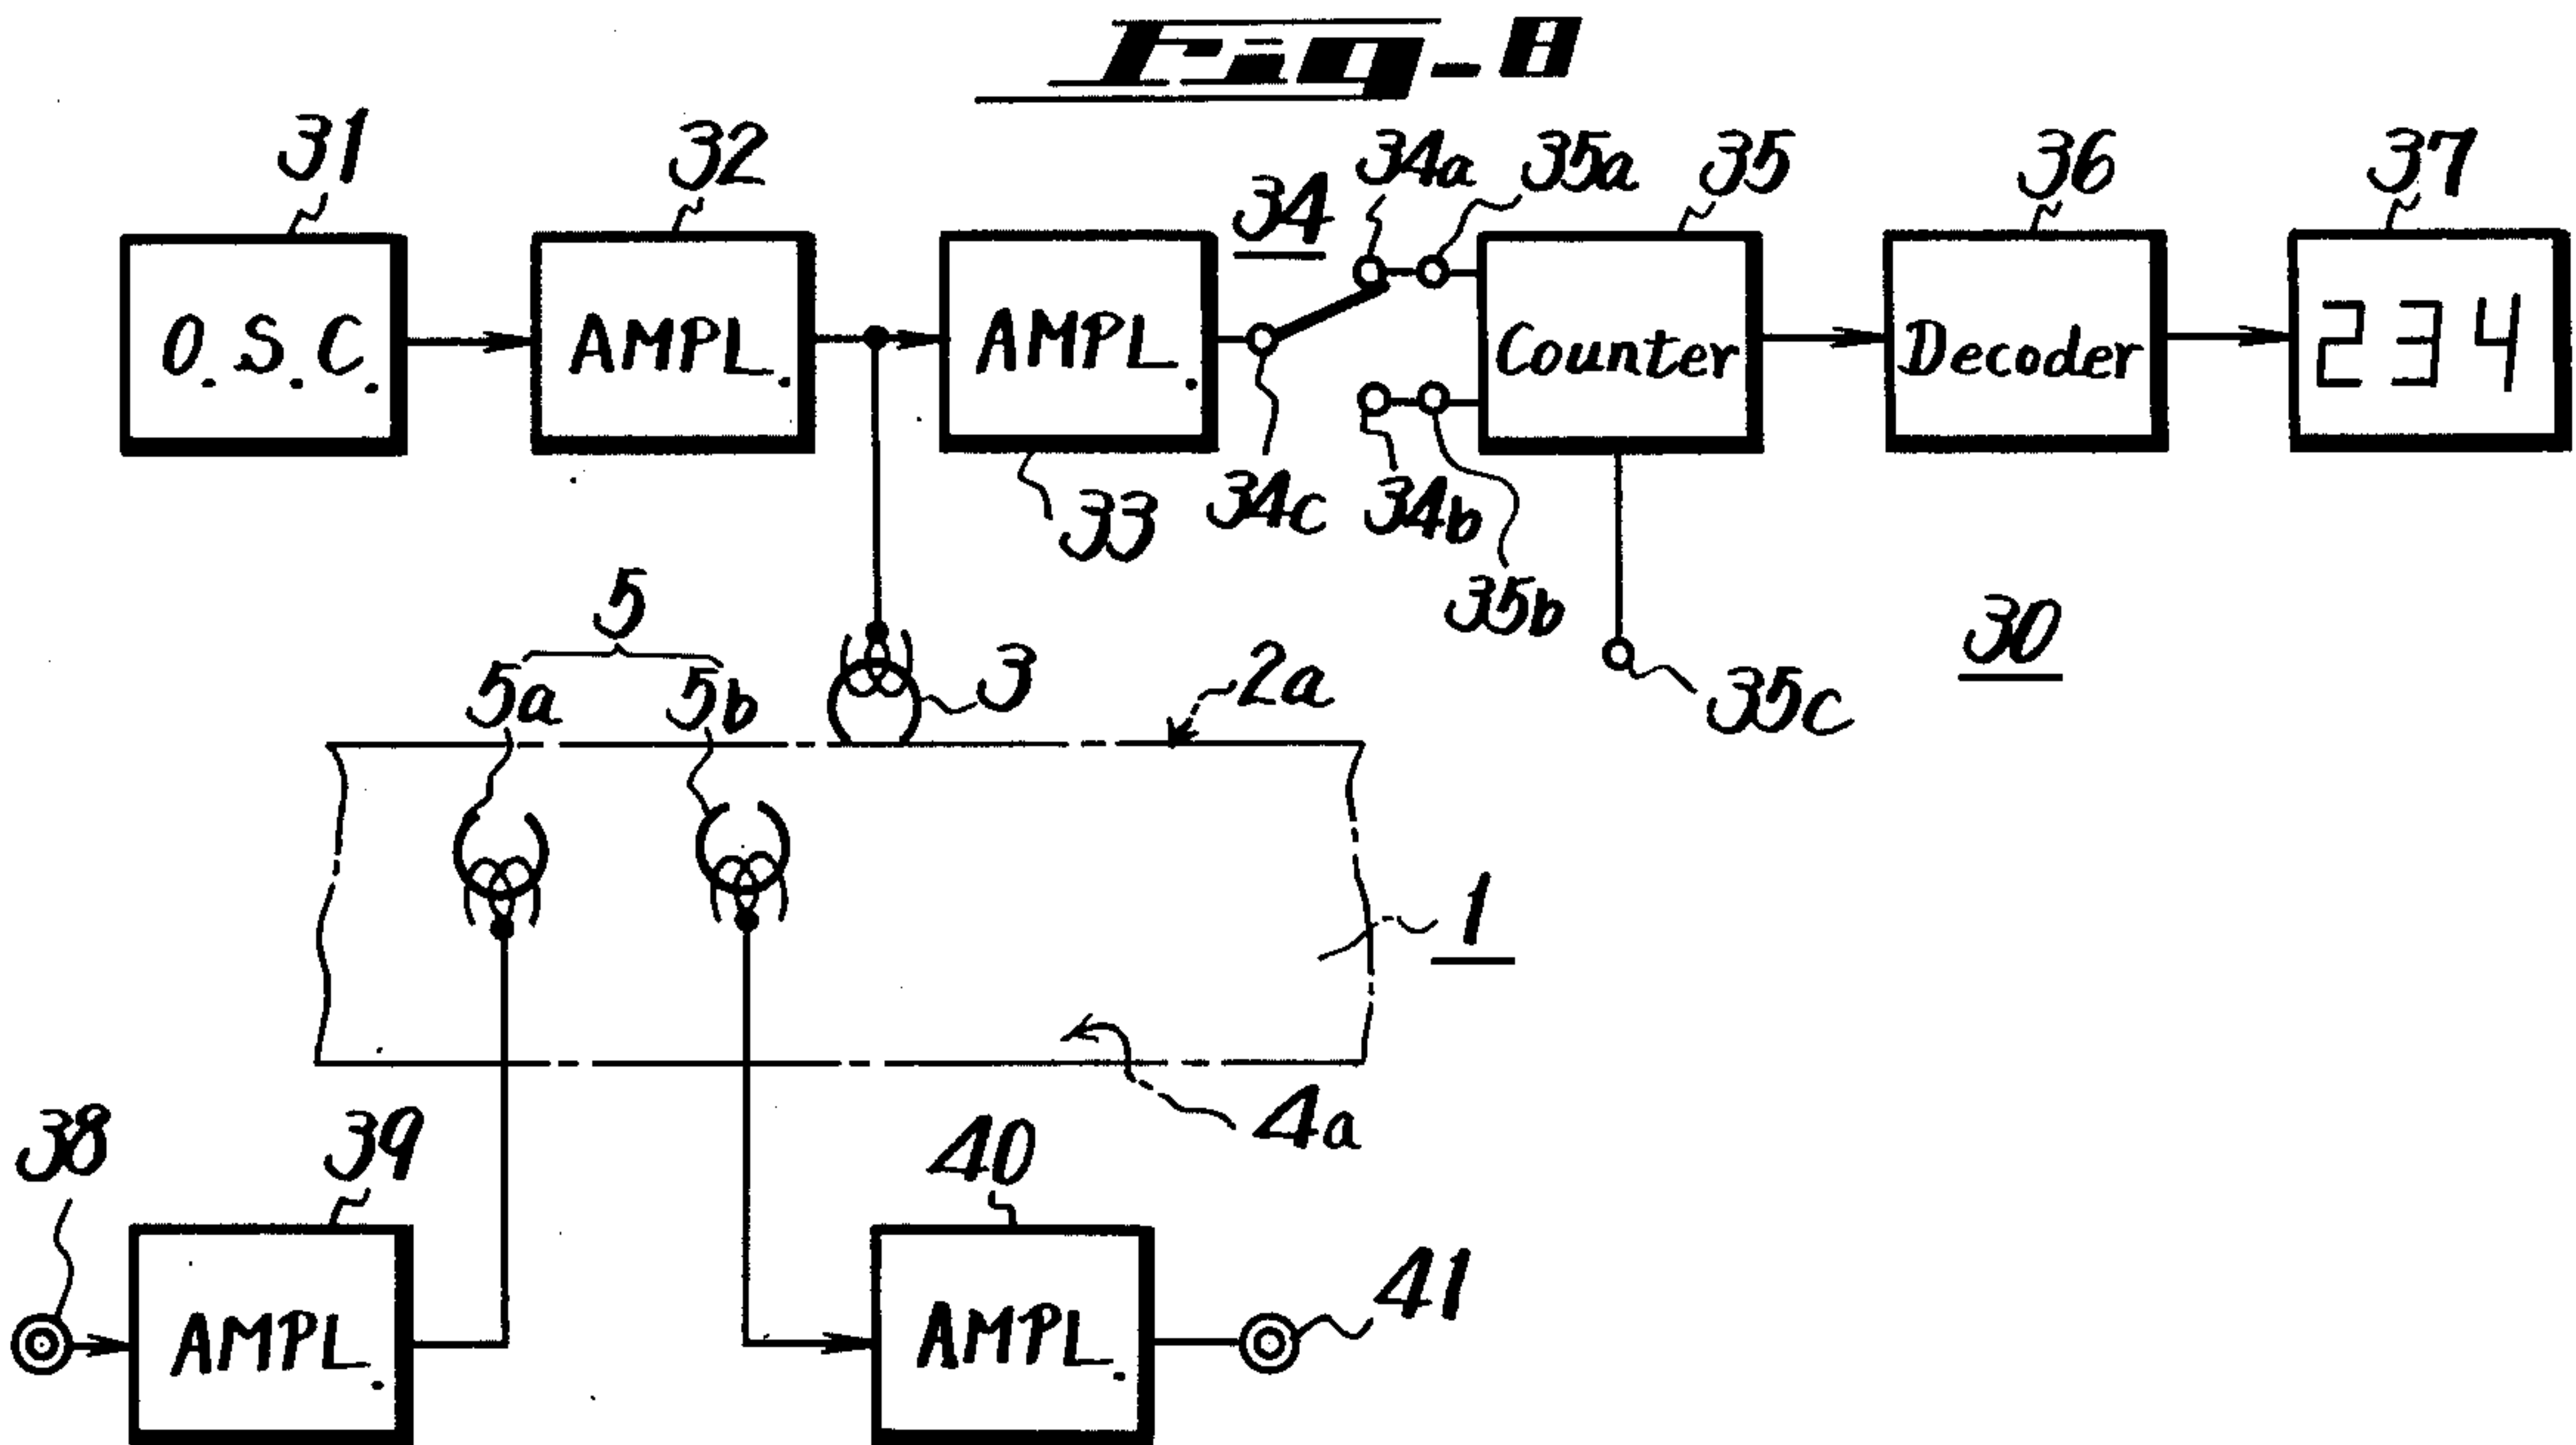 Fig-8
31 32 34 34a 35a 35 36 37
O.S.C. AMPL. AMPL. Counter Decoder 234
33 34c 34b 35b
30
35c
5
5a 5b 3 2a
1
4a
38 39 40 41
AMPL. AMPL.